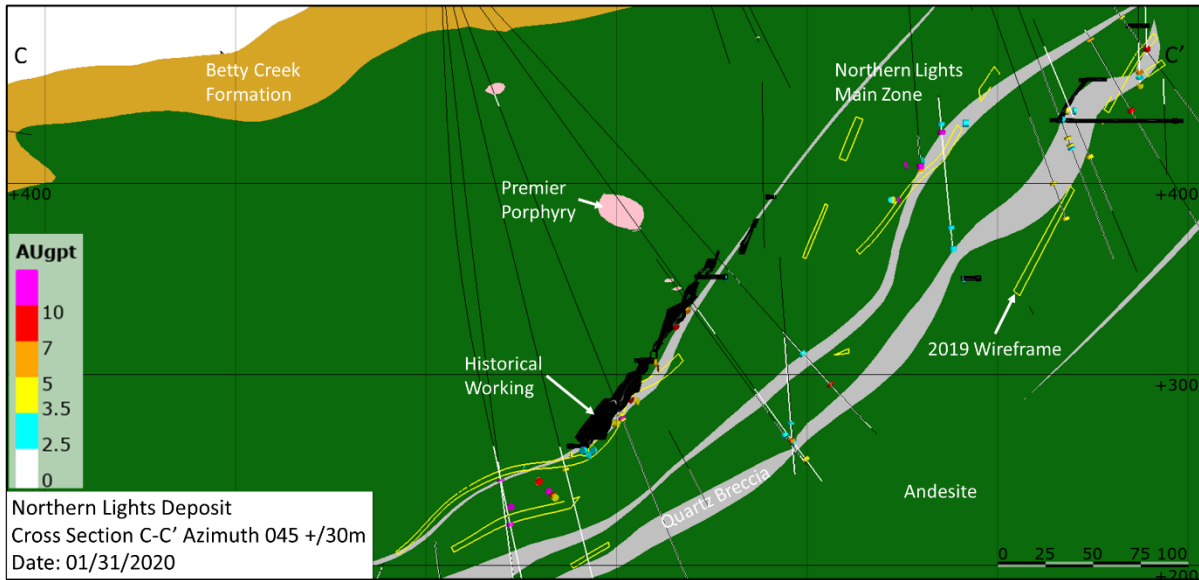 C
Betty Creek
Formation
Northern Lights
Main Zone
C'
+400
Premier
Porphyry
+400
AUgpt
10
7
5
3.5
2.5
0
Historical
Working
2019 Wireframe
+300
Quartz Breccia
Andesite
Northern Lights Deposit
Cross Section C-C' Azimuth 045 +/30m
Date: 01/31/2020
0 25 50 75 100
+200